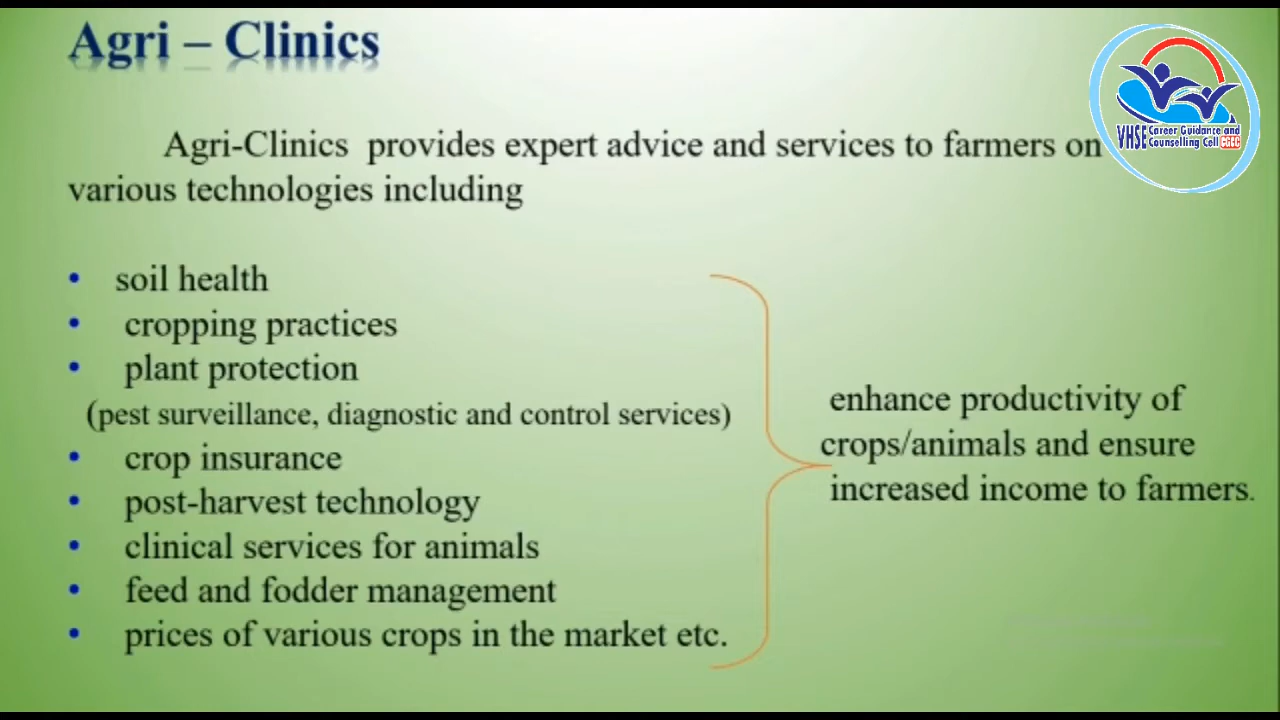 Agri – Clinics
Agri-Clinics provides expert advice and services to farmers on
various technologies including
• soil health
• cropping practices
• plant protection
(pest surveillance, diagnostic and control services)
• crop insurance
• post-harvest technology
• clinical services for animals
• feed and fodder management
• prices of various crops in the market etc.
enhance productivity of
crops/animals and ensure
increased income to farmers.
VHSE Career Guidance and
Counselling Cell CGCC